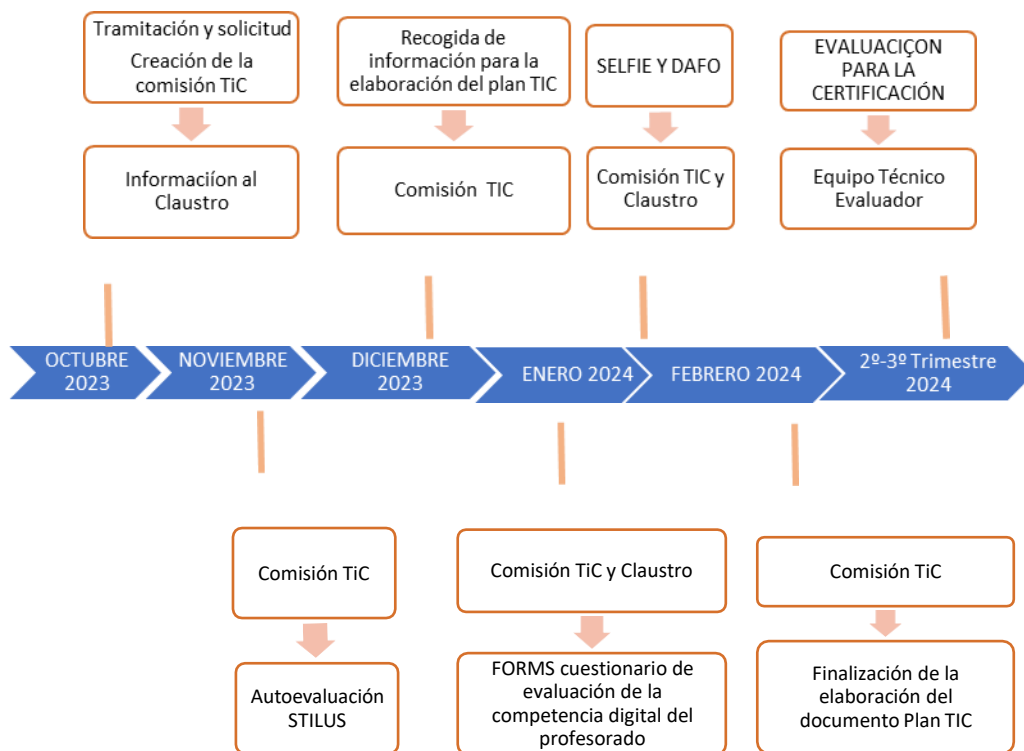 Tramitación y solicitud
Creación de la
comisión TiC
Recogida de
información para la
elaboración del plan TIC
SELFIE Y DAFO
EVALUACIÇON
PARA LA
CERTIFICACIÓN
Informaciíon al
Claustro
Comisión TIC
Comisión TIC y
Claustro
Equipo Técnico
Evaluador
OCTUBRE
2023
NOVIEMBRE
2023
DICIEMBRE
2023
ENERO 2024
FEBRERO 2024
2º-3º Trimestre
2024
Comisión TiC
Comisión TiC y Claustro
Comisión TiC
Autoevaluación
STILUS
FORMS cuestionario de
evaluación de la
competencia digital del
profesorado
Finalización de la
elaboración del
documento Plan TIC